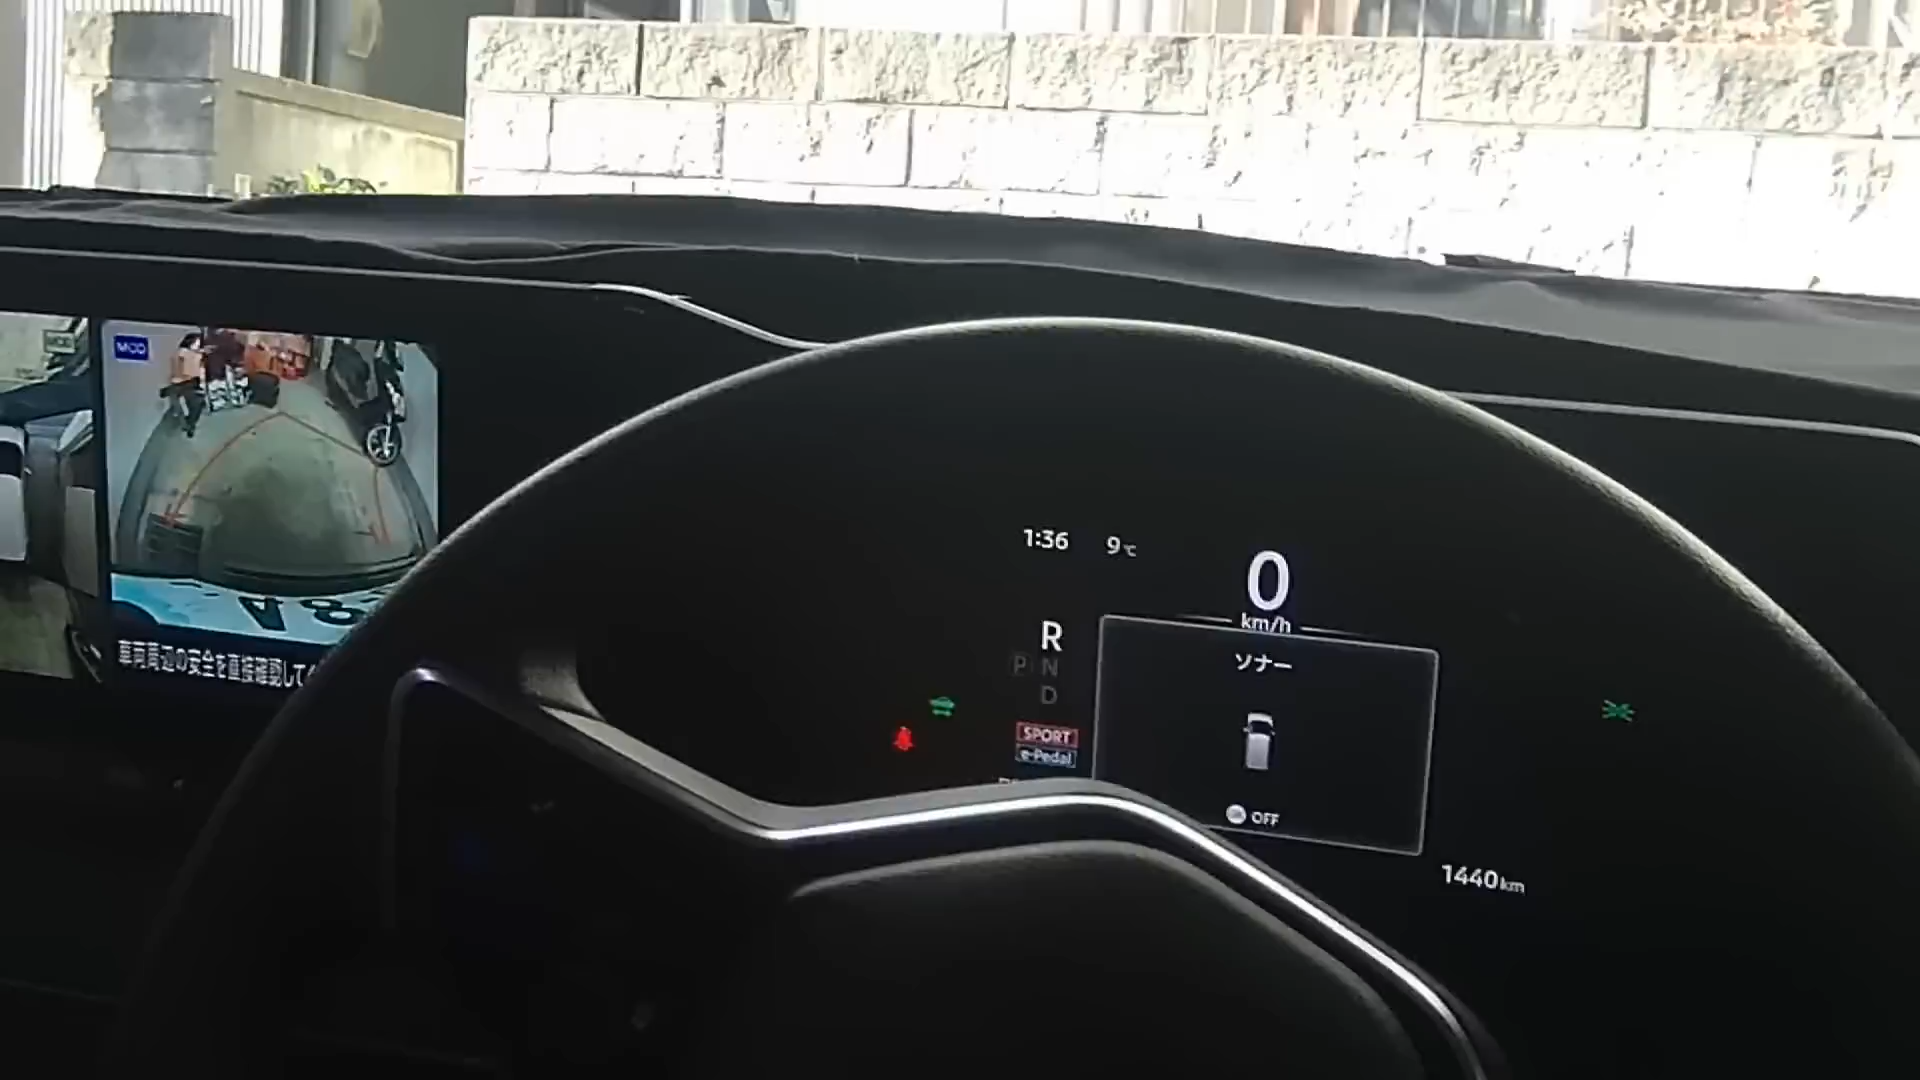 MOD
車両周辺の安全を直接確認して
1:36
9℃
0
km/h
R
P N
D
SPORT
e-Pedal
ソナー
OFF
1440km